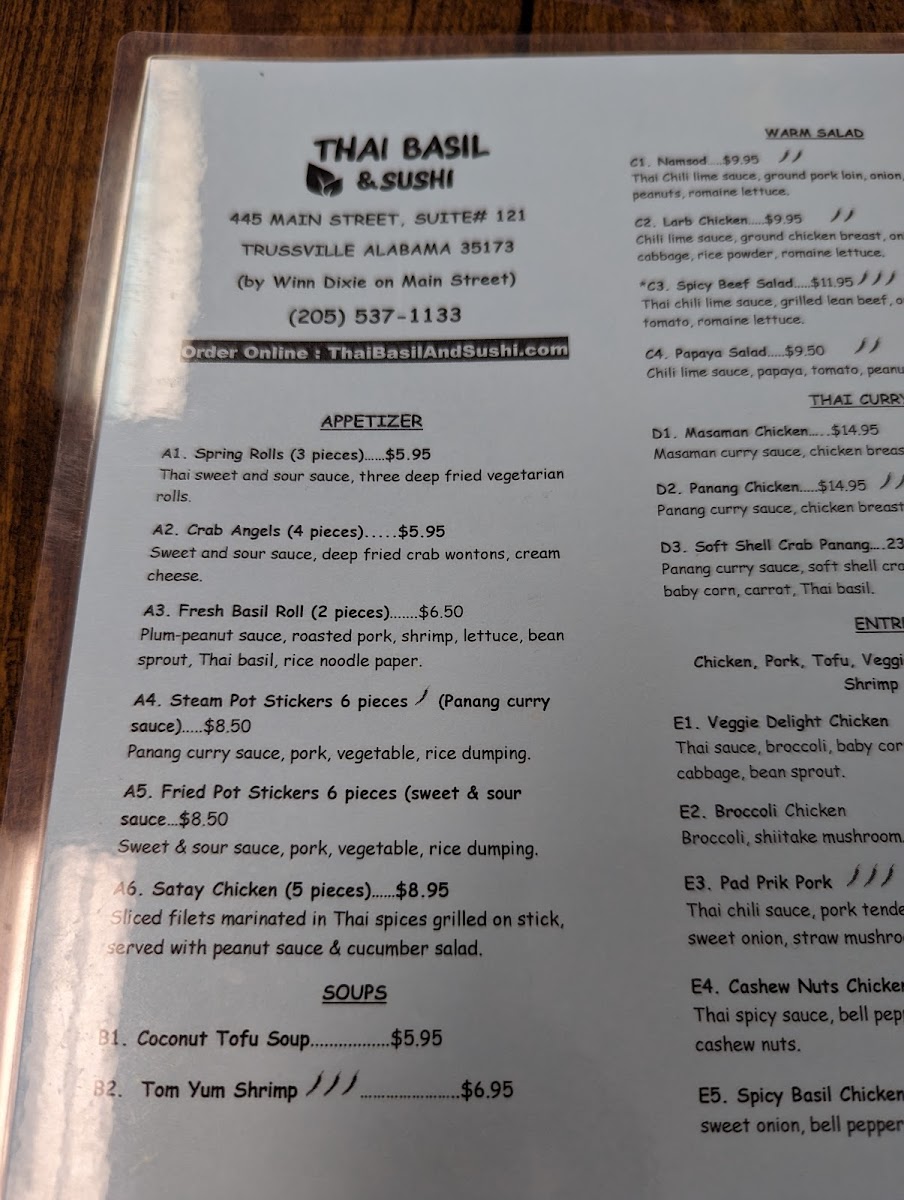 THAI BASIL
& SUSHI
445 MAIN STREET, SUITE# 121
TRUSSVILLE ALABAMA 35173
(by Winn Dixie on Main Street)
(205) 537-1133
Order Online : ThaiBasilAndSushi.com
APPETIZER
A1. Spring Rolls (3 pieces)......$5.95
Thai sweet and sour sauce, three deep fried vegetarian
rolls.
A2. Crab Angels (4 pieces).....$5.95
Sweet and sour sauce, deep fried crab wontons, cream
cheese.
A3. Fresh Basil Roll (2 pieces).......$6.50
Plum-peanut sauce, roasted pork, shrimp, lettuce, bean
sprout, Thai basil, rice noodle paper.
A4. Steam Pot Stickers 6 pieces (Panang curry
sauce).....$8.50
Panang curry sauce, pork, vegetable, rice dumping.
A5. Fried Pot Stickers 6 pieces (sweet & sour
sauce...$8.50
Sweet & sour sauce, pork, vegetable, rice dumping.
A6. Satay Chicken (5 pieces)......$8.95
Sliced filets marinated in Thai spices grilled on stick,
served with peanut sauce & cucumber salad.
SOUPS
B1. Coconut Tofu Soup.................$5.95
B2. Tom Yum Shrimp ......................$6.95
WARM SALAD
C1. Namsod....$9.95
Thai Chili lime sauce, ground pork loin, onion,
peanuts, romaine lettuce.
C2. Larb Chicken.....$9.95
Chili lime sauce, ground chicken breast, on
cabbage, rice powder, romaine lettuce.
*C3. Spicy Beef Salad.....$11.95
Thai chili lime sauce, grilled lean beef, o
tomato, romaine lettuce.
C4. Papaya Salad.....$9.50
Chili lime sauce, papaya, tomato, peanu
THAI CURRY
D1. Masaman Chicken.....$14.95
Masaman curry sauce, chicken breas
D2. Panang Chicken.....$14.95
Panang curry sauce, chicken breast
D3. Soft Shell Crab Panang....23
Panang curry sauce, soft shell cra
baby corn, carrot, Thai basil.
ENTR
Chicken, Pork, Tofu, Veggi
Shrimp
E1. Veggie Delight Chicken
Thai sauce, broccoli, baby cor
cabbage, bean sprout.
E2. Broccoli Chicken
Broccoli, shiitake mushroom
E3. Pad Prik Pork
Thai chili sauce, pork tende
sweet onion, straw mushro
E4. Cashew Nuts Chicken
Thai spicy sauce, bell pepp
cashew nuts.
E5. Spicy Basil Chicken
sweet onion, bell pepper